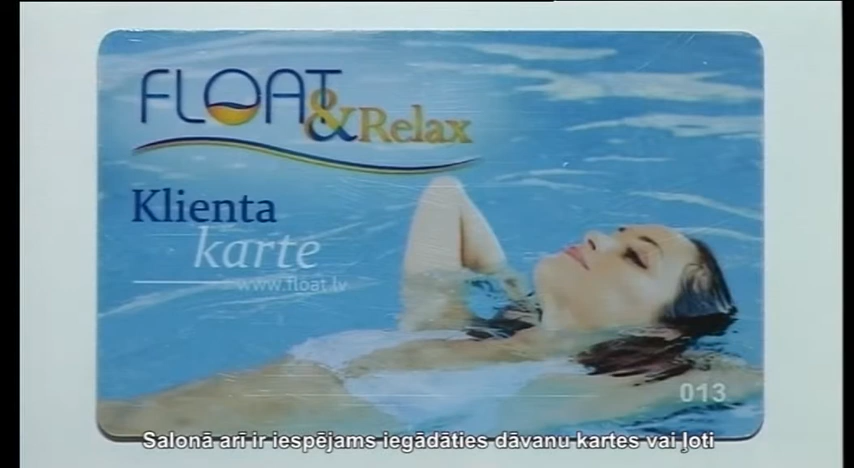 FLOAT
&Relax
Klienta
karte
www.float.lv
013
Salonā arī ir iespējams iegādāties dāvanu kartes vai ļoti